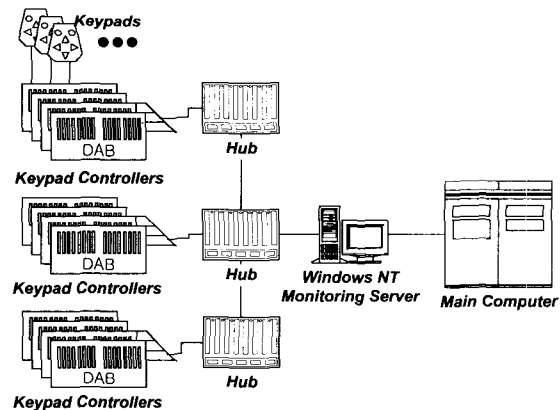 Keypads
DAB
Hub
Keypad Controllers
DAB
Hub
Keypad Controllers
Windows NT
Monitoring Server
Main Computer
DAB
Hub
Keypad Controllers